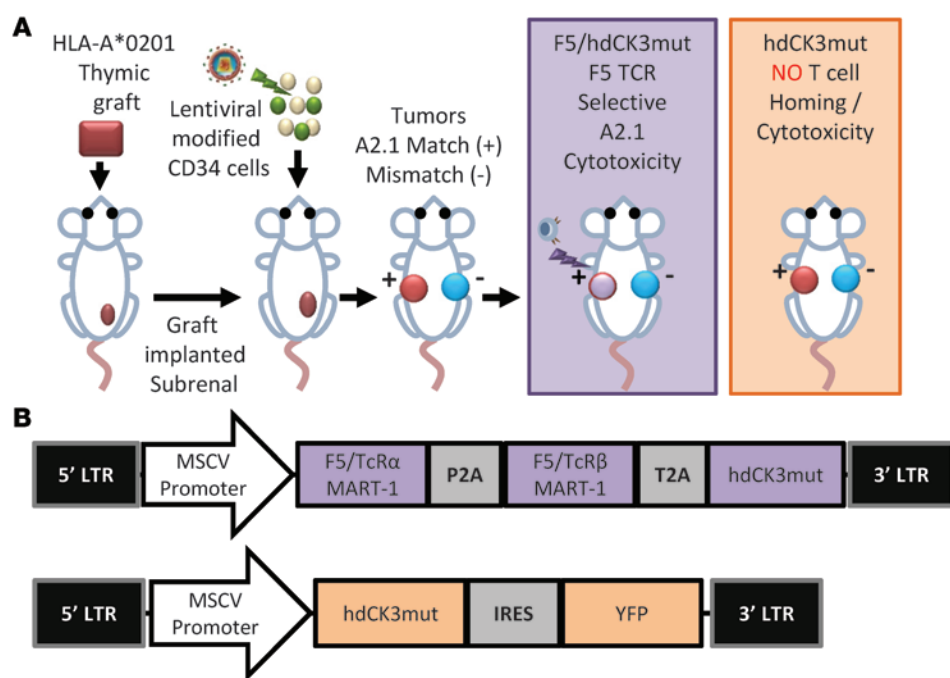 A
HLA-A*0201
Thymic
graft
Lentiviral
modified
CD34 cells
Tumors
A2.1 Match (+)
Mismatch (-)
F5/hdCK3mut
F5 TCR
Selective
A2.1
Cytotoxicity
hdCK3mut
NO T cell
Homing /
Cytotoxicity
+ -
+ -
+ -
Graft
implanted
Subrenal
B
5' LTR
MSCV
Promoter
F5/TcRα
MART-1
P2A
F5/TcRβ
MART-1
T2A
hdCK3mut
3' LTR
5' LTR
MSCV
Promoter
hdCK3mut
IRES
YFP
3' LTR